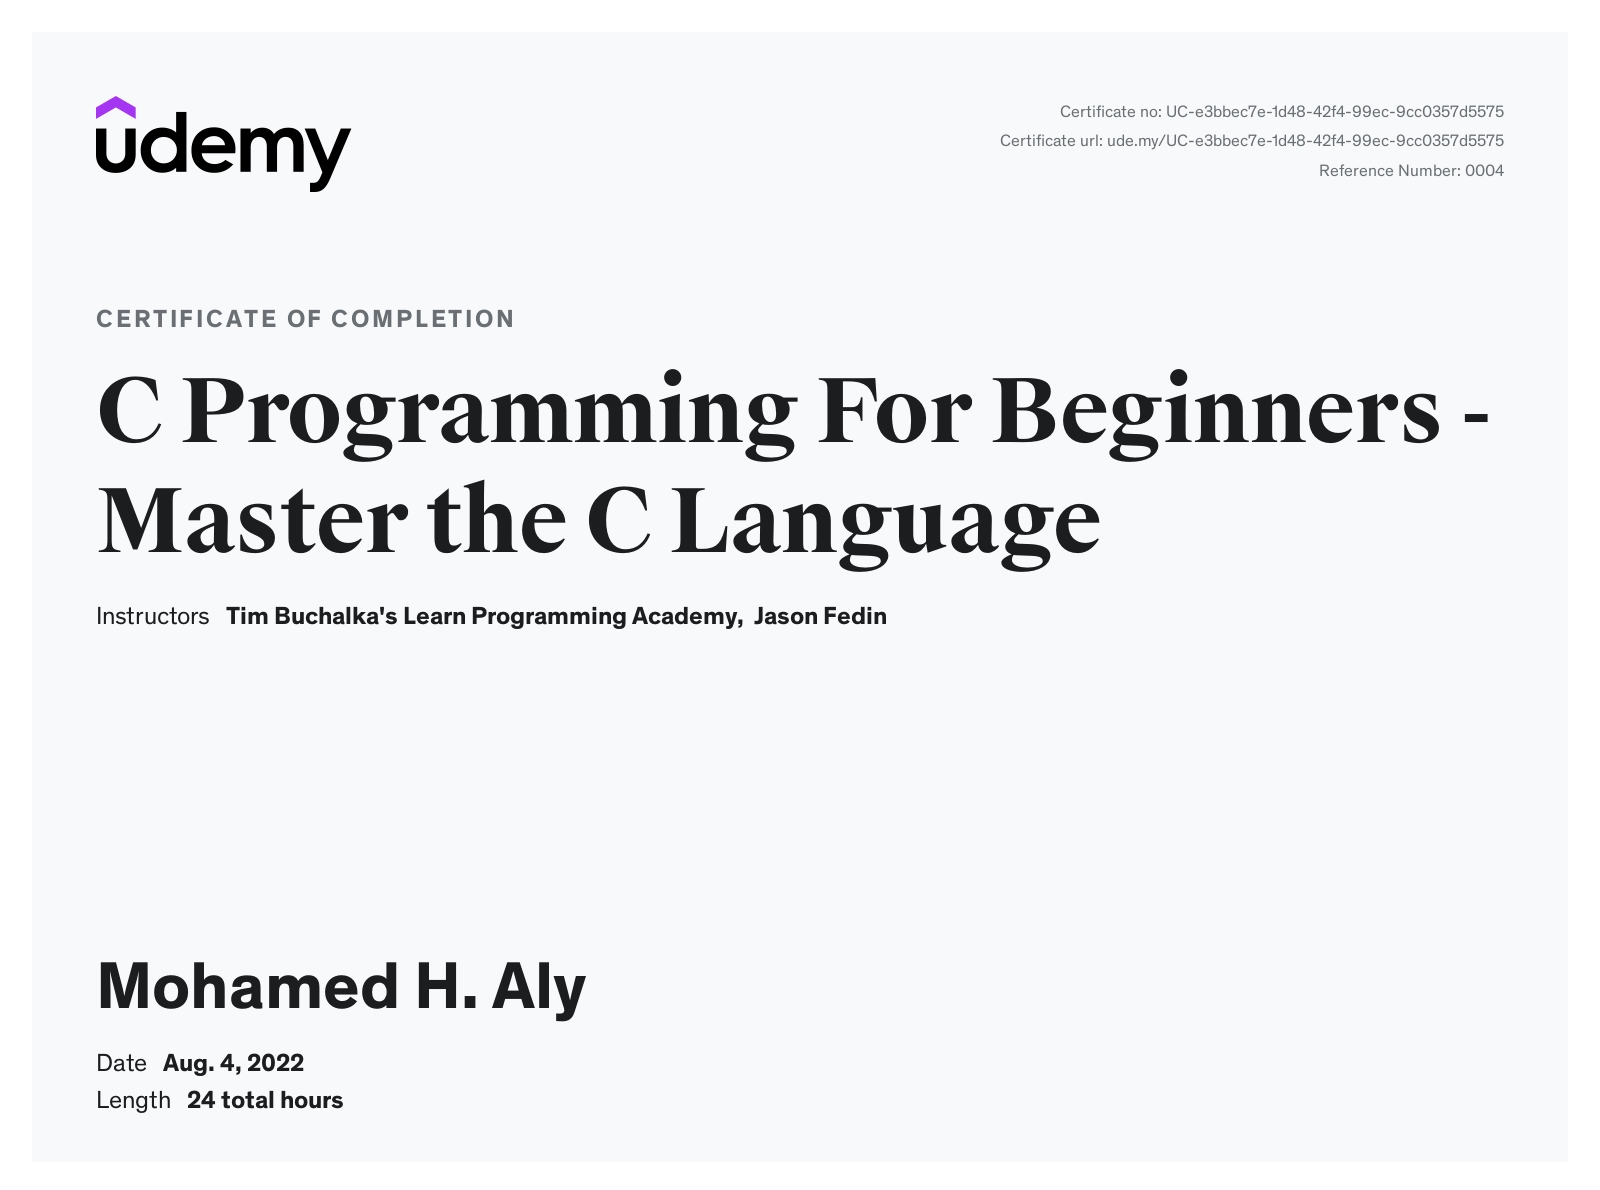 udemy
Certificate no: UC-e3bbec7e-1d48-42f4-99ec-9cc0357d5575
Certificate url: ude.my/UC-e3bbec7e-1d48-42f4-99ec-9cc0357d5575
Reference Number: 0004
CERTIFICATE OF COMPLETION
C Programming For Beginners -
Master the C Language
Instructors Tim Buchalka's Learn Programming Academy, Jason Fedin
Mohamed H. Aly
Date Aug. 4, 2022
Length 24 total hours